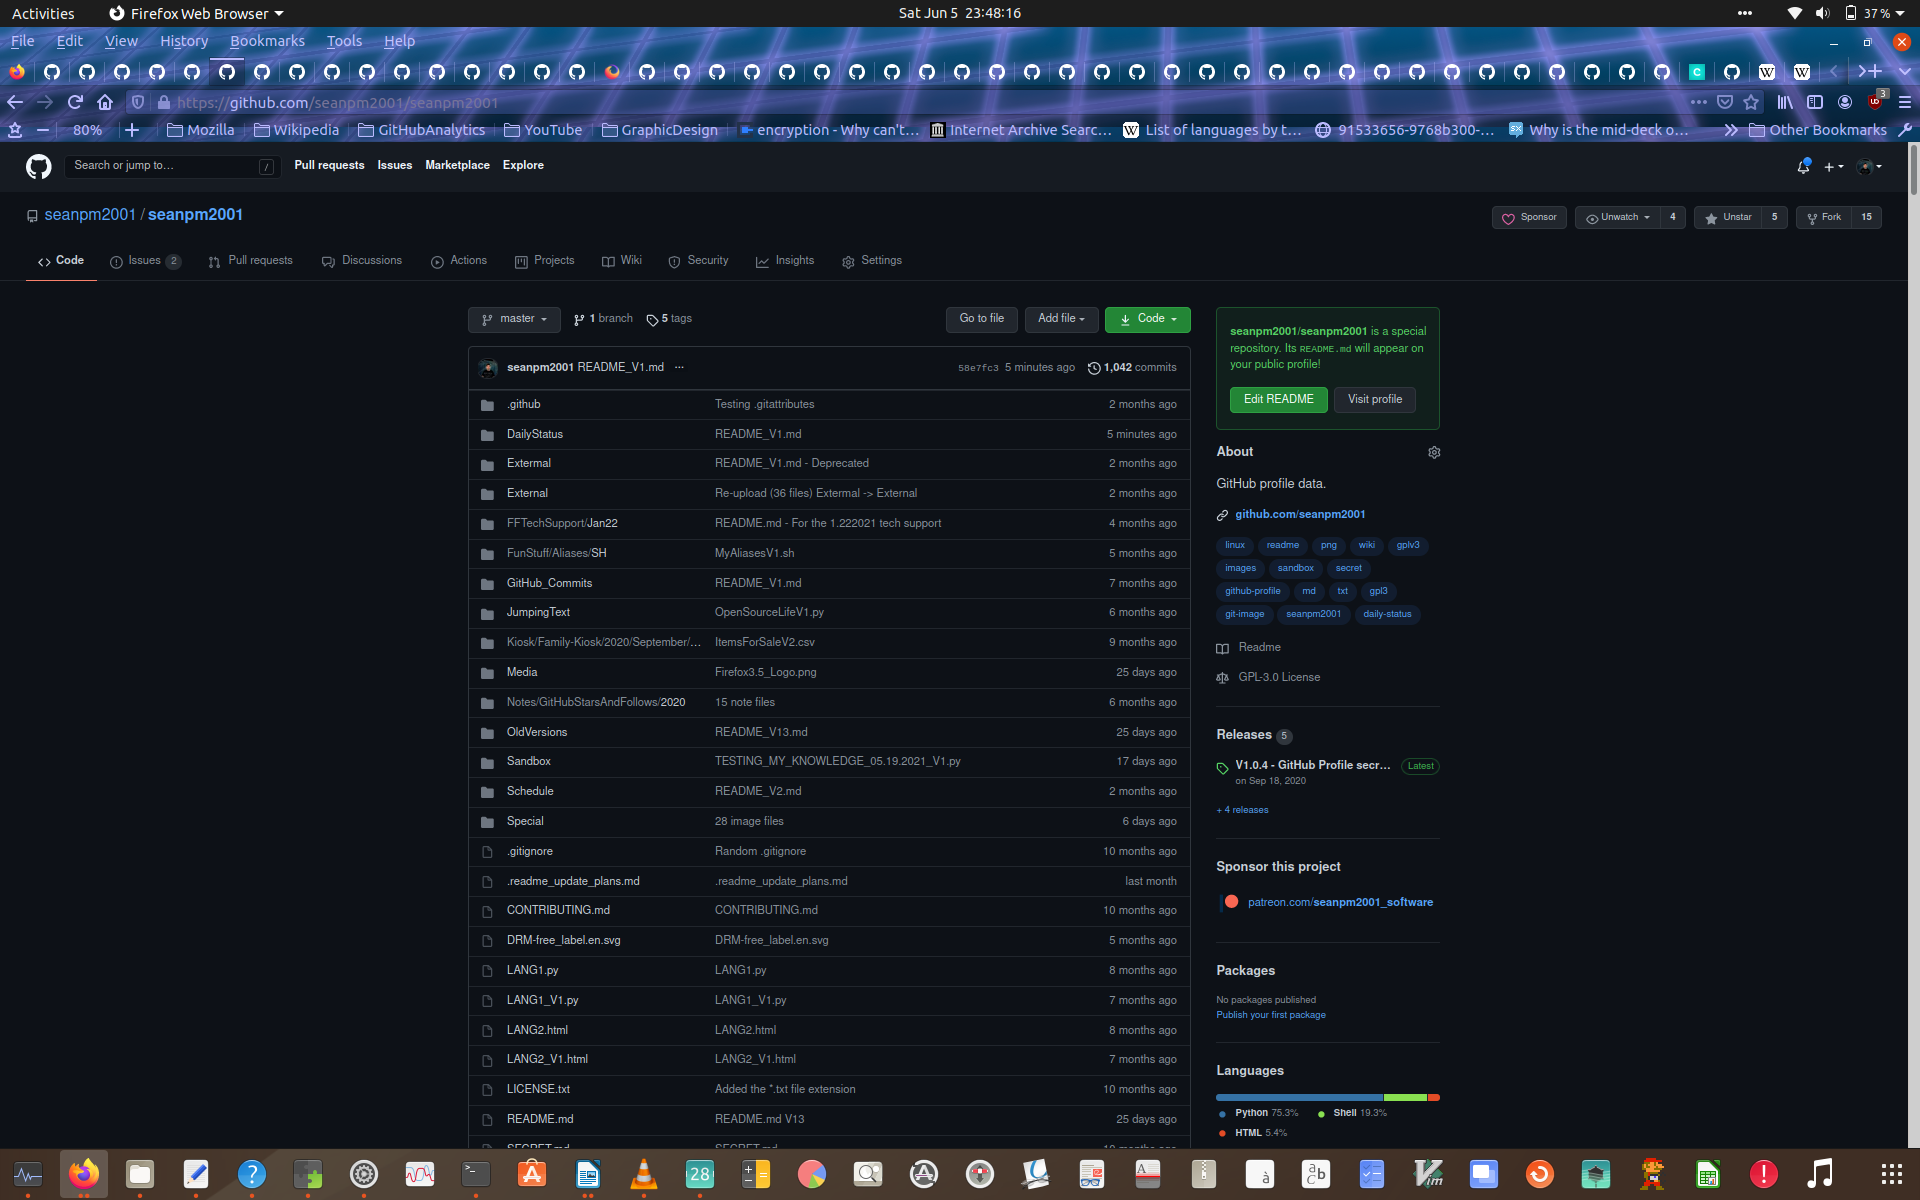 Activities
Firefox Web Browser
Sat Jun 5 23:48:16
37 %
File Edit View History Bookmarks Tools Help
https://github.com/seanpm2001/seanpm2001
3
80%
Mozilla
Wikipedia
GitHubAnalytics
YouTube
GraphicDesign
encryption - Why can't…
Internet Archive Searc…
List of languages by t…
91533656-9768b300-…
Why is the mid-deck o…
Other Bookmarks
Search or jump to…
/
Pull requests Issues Marketplace Explore
seanpm2001 / seanpm2001
Sponsor
Unwatch 4
Unstar 5
Fork 15
Code
Issues 2
Pull requests
Discussions
Actions
Projects
Wiki
Security
Insights
Settings
master
1 branch
5 tags
Go to file
Add file
Code
seanpm2001 README_V1.md ...
58e7fc3 5 minutes ago
1,042 commits
.github Testing .gitattributes 2 months ago
DailyStatus README_V1.md 5 minutes ago
Extermal README_V1.md - Deprecated 2 months ago
External Re-upload (36 files) Extermal -> External 2 months ago
FFTechSupport/Jan22 README.md - For the 1.222021 tech support 4 months ago
FunStuff/Aliases/SH MyAliasesV1.sh 5 months ago
GitHub_Commits README_V1.md 7 months ago
JumpingText OpenSourceLifeV1.py 6 months ago
Kiosk/Family-Kiosk/2020/September/… ItemsForSaleV2.csv 9 months ago
Media Firefox3.5_Logo.png 25 days ago
Notes/GitHubStarsAndFollows/2020 15 note files 6 months ago
OldVersions README_V13.md 25 days ago
Sandbox TESTING_MY_KNOWLEDGE_05.19.2021_V1.py 17 days ago
Schedule README_V2.md 2 months ago
Special 28 image files 6 days ago
.gitignore Random .gitignore 10 months ago
.readme_update_plans.md .readme_update_plans.md last month
CONTRIBUTING.md CONTRIBUTING.md 10 months ago
DRM-free_label.en.svg DRM-free_label.en.svg 5 months ago
LANG1.py LANG1.py 8 months ago
LANG1_V1.py LANG1_V1.py 7 months ago
LANG2.html LANG2.html 8 months ago
LANG2_V1.html LANG2_V1.html 7 months ago
LICENSE.txt Added the *.txt file extension 10 months ago
README.md README.md V13 25 days ago
SECRET.md SECRET.md 10 months ago
seanpm2001/seanpm2001 is a special
repository. Its README.md will appear on
your public profile!
Edit README
Visit profile
About
GitHub profile data.
github.com/seanpm2001
linux readme png wiki gplv3
images sandbox secret
github-profile md txt gpl3
git-image seanpm2001 daily-status
Readme
GPL-3.0 License
Releases 5
V1.0.4 - GitHub Profile secr… Latest
on Sep 18, 2020
+ 4 releases
Sponsor this project
patreon.com/seanpm2001_software
Packages
No packages published
Publish your first package
Languages
Python 75.3% Shell 19.3%
HTML 5.4%
28